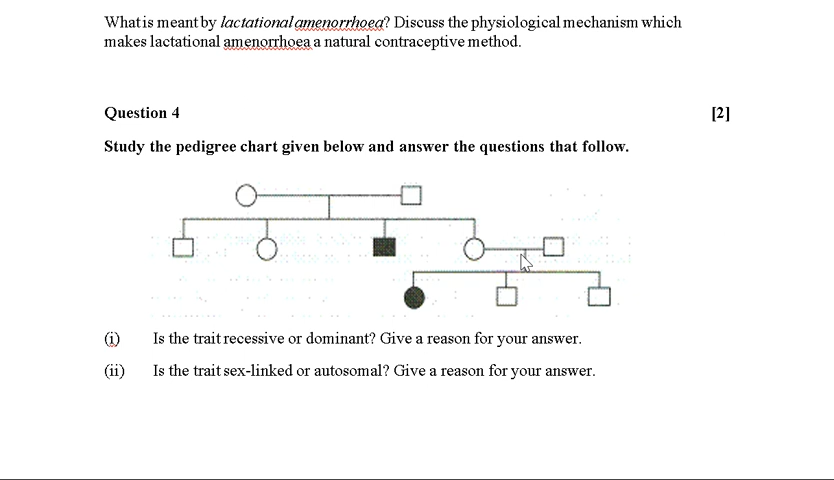 What is meant by lactational amenorrhoea? Discuss the physiological mechanism which
makes lactational amenorrhoea a natural contraceptive method.
Question 4 [2]
Study the pedigree chart given below and answer the questions that follow.
(i) Is the trait recessive or dominant? Give a reason for your answer.
(ii) Is the trait sex-linked or autosomal? Give a reason for your answer.